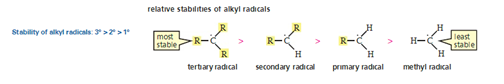 relative stabilities of alkyl radicals
Stability of alkyl radicals: 3° > 2° > 1°
most stable
R
R–C
R
>
R
R–C
H
>
H
R–C
H
>
H
H–C
H
least stable
tertiary radical secondary radical primary radical methyl radical